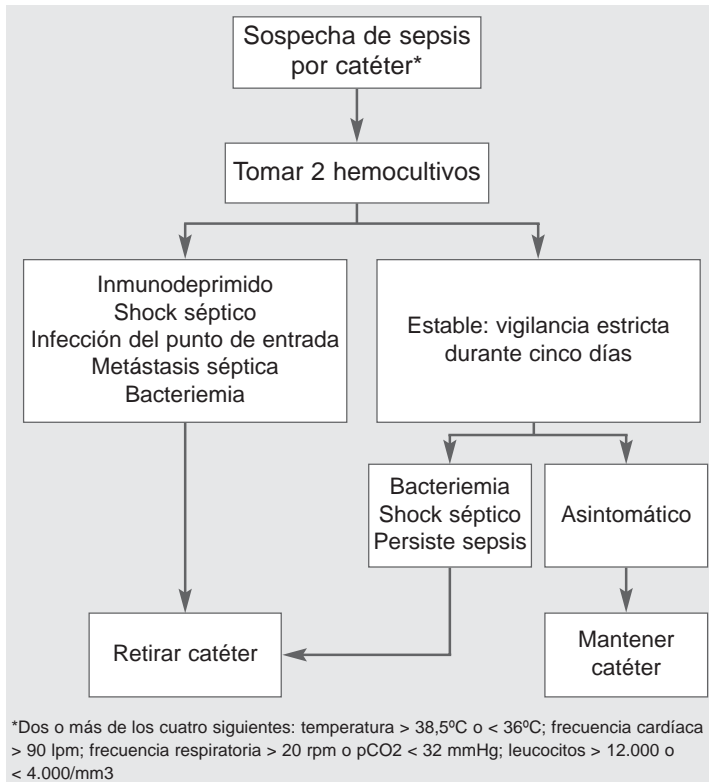 Sospecha de sepsis
por catéter*
Tomar 2 hemocultivos
Inmunodeprimido
Shock séptico
Infección del punto de entrada
Metástasis séptica
Bacteriemia
Estable: vigilancia estricta
durante cinco días
Bacteriemia
Shock séptico
Persiste sepsis
Asintomático
Retirar catéter
Mantener
catéter
*Dos o más de los cuatro siguientes: temperatura > 38,5ºC o < 36ºC; frecuencia cardíaca
> 90 lpm; frecuencia respiratoria > 20 rpm o pCO2 < 32 mmHg; leucocitos > 12.000 o
< 4.000/mm3